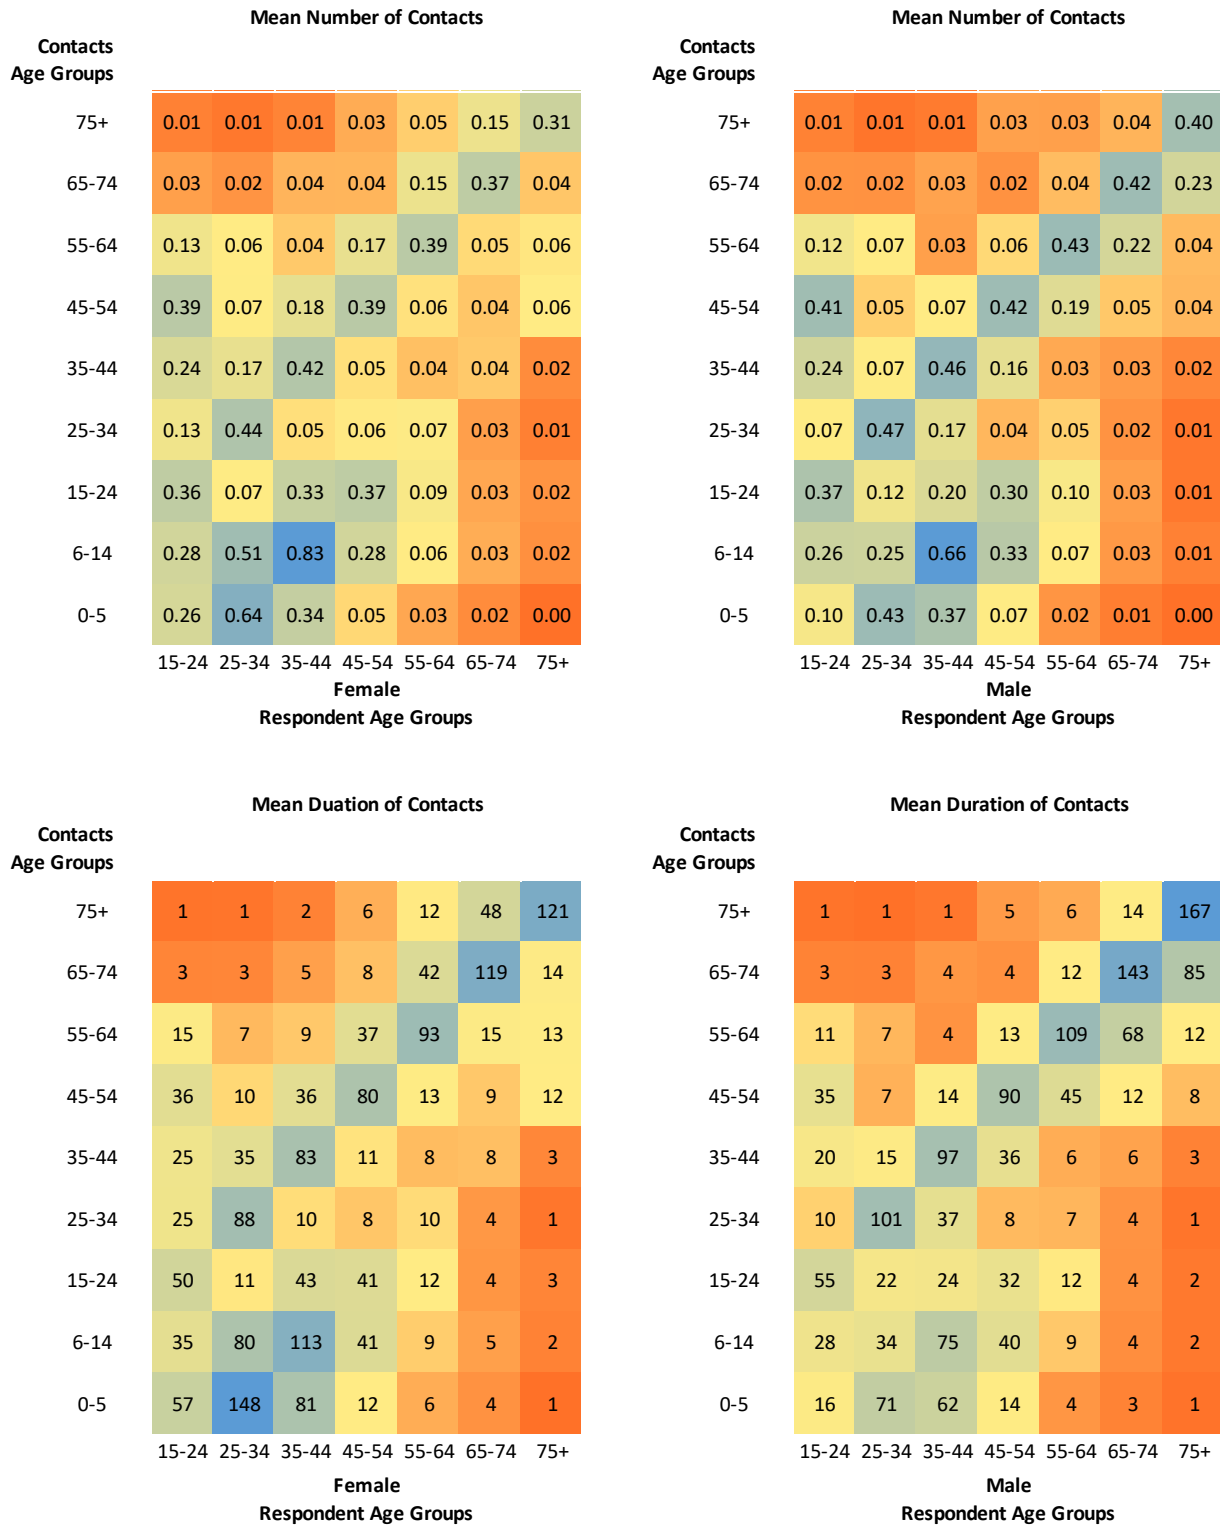 Mean Number of Contacts
Contacts
Age Groups
75+ 0.01 0.01 0.01 0.03 0.05 0.15 0.31
65-74 0.03 0.02 0.04 0.04 0.15 0.37 0.04
55-64 0.13 0.06 0.04 0.17 0.39 0.05 0.06
45-54 0.39 0.07 0.18 0.39 0.06 0.04 0.06
35-44 0.24 0.17 0.42 0.05 0.04 0.04 0.02
25-34 0.13 0.44 0.05 0.06 0.07 0.03 0.01
15-24 0.36 0.07 0.33 0.37 0.09 0.03 0.02
6-14 0.28 0.51 0.83 0.28 0.06 0.03 0.02
0-5 0.26 0.64 0.34 0.05 0.03 0.02 0.00
15-24 25-34 35-44 45-54 55-64 65-74 75+
Female
Respondent Age Groups
Mean Number of Contacts
Contacts
Age Groups
75+ 0.01 0.01 0.01 0.03 0.03 0.04 0.40
65-74 0.02 0.02 0.03 0.02 0.04 0.42 0.23
55-64 0.12 0.07 0.03 0.06 0.43 0.22 0.04
45-54 0.41 0.05 0.07 0.42 0.19 0.05 0.04
35-44 0.24 0.07 0.46 0.16 0.03 0.03 0.02
25-34 0.07 0.47 0.17 0.04 0.05 0.02 0.01
15-24 0.37 0.12 0.20 0.30 0.10 0.03 0.01
6-14 0.26 0.25 0.66 0.33 0.07 0.03 0.01
0-5 0.10 0.43 0.37 0.07 0.02 0.01 0.00
15-24 25-34 35-44 45-54 55-64 65-74 75+
Male
Respondent Age Groups
Mean Duation of Contacts
Contacts
Age Groups
75+ 1 1 2 6 12 48 121
65-74 3 3 5 8 42 119 14
55-64 15 7 9 37 93 15 13
45-54 36 10 36 80 13 9 12
35-44 25 35 83 11 8 8 3
25-34 25 88 10 8 10 4 1
15-24 50 11 43 41 12 4 3
6-14 35 80 113 41 9 5 2
0-5 57 148 81 12 6 4 1
15-24 25-34 35-44 45-54 55-64 65-74 75+
Female
Respondent Age Groups
Mean Duration of Contacts
Contacts
Age Groups
75+ 1 1 1 5 6 14 167
65-74 3 3 4 4 12 143 85
55-64 11 7 4 13 109 68 12
45-54 35 7 14 90 45 12 8
35-44 20 15 97 36 6 6 3
25-34 10 101 37 8 7 4 1
15-24 55 22 24 32 12 4 2
6-14 28 34 75 40 9 4 2
0-5 16 71 62 14 4 3 1
15-24 25-34 35-44 45-54 55-64 65-74 75+
Male
Respondent Age Groups